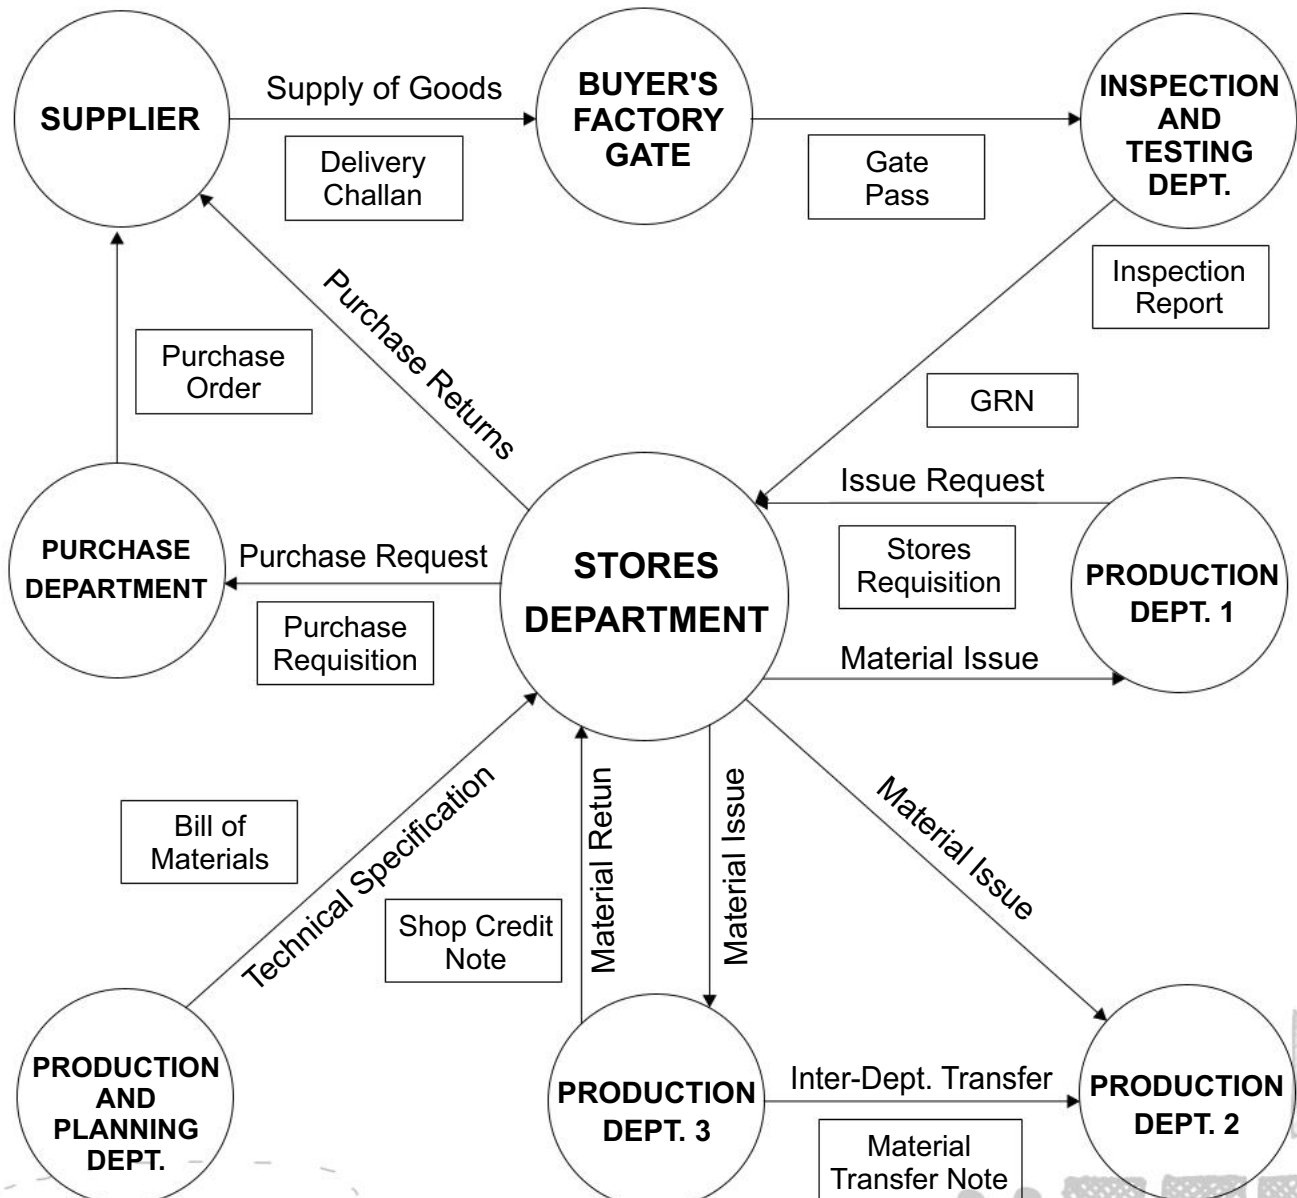 SUPPLIER
Supply of Goods
Delivery
Challan
BUYER'S
FACTORY
GATE
Gate
Pass
INSPECTION
AND
TESTING
DEPT.
Inspection
Report
GRN
Purchase Returns
Purchase
Order
PURCHASE
DEPARTMENT
Purchase Request
Purchase
Requisition
STORES
DEPARTMENT
Issue Request
Stores
Requisition
Material Issue
PRODUCTION
DEPT. 1
Bill of
Materials
Technical Specification
Shop Credit
Note
Material Retun
Material Issue
Material Issue
PRODUCTION
AND
PLANNING
DEPT.
PRODUCTION
DEPT. 3
Inter-Dept. Transfer
Material
Transfer Note
PRODUCTION
DEPT. 2